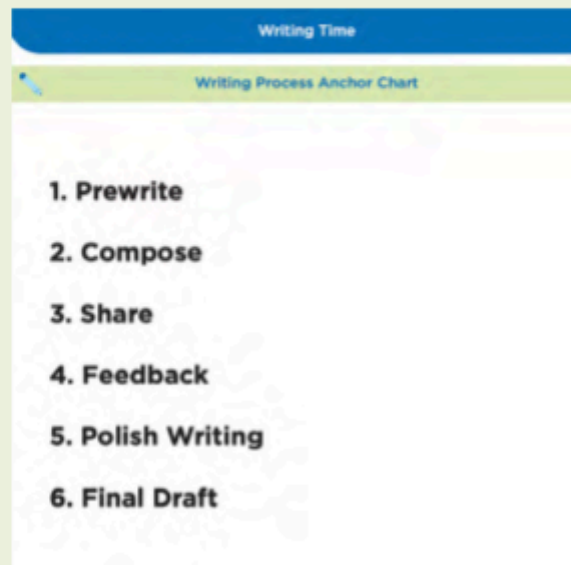 Writing Time
Writing Process Anchor Chart
1. Prewrite
2. Compose
3. Share
4. Feedback
5. Polish Writing
6. Final Draft